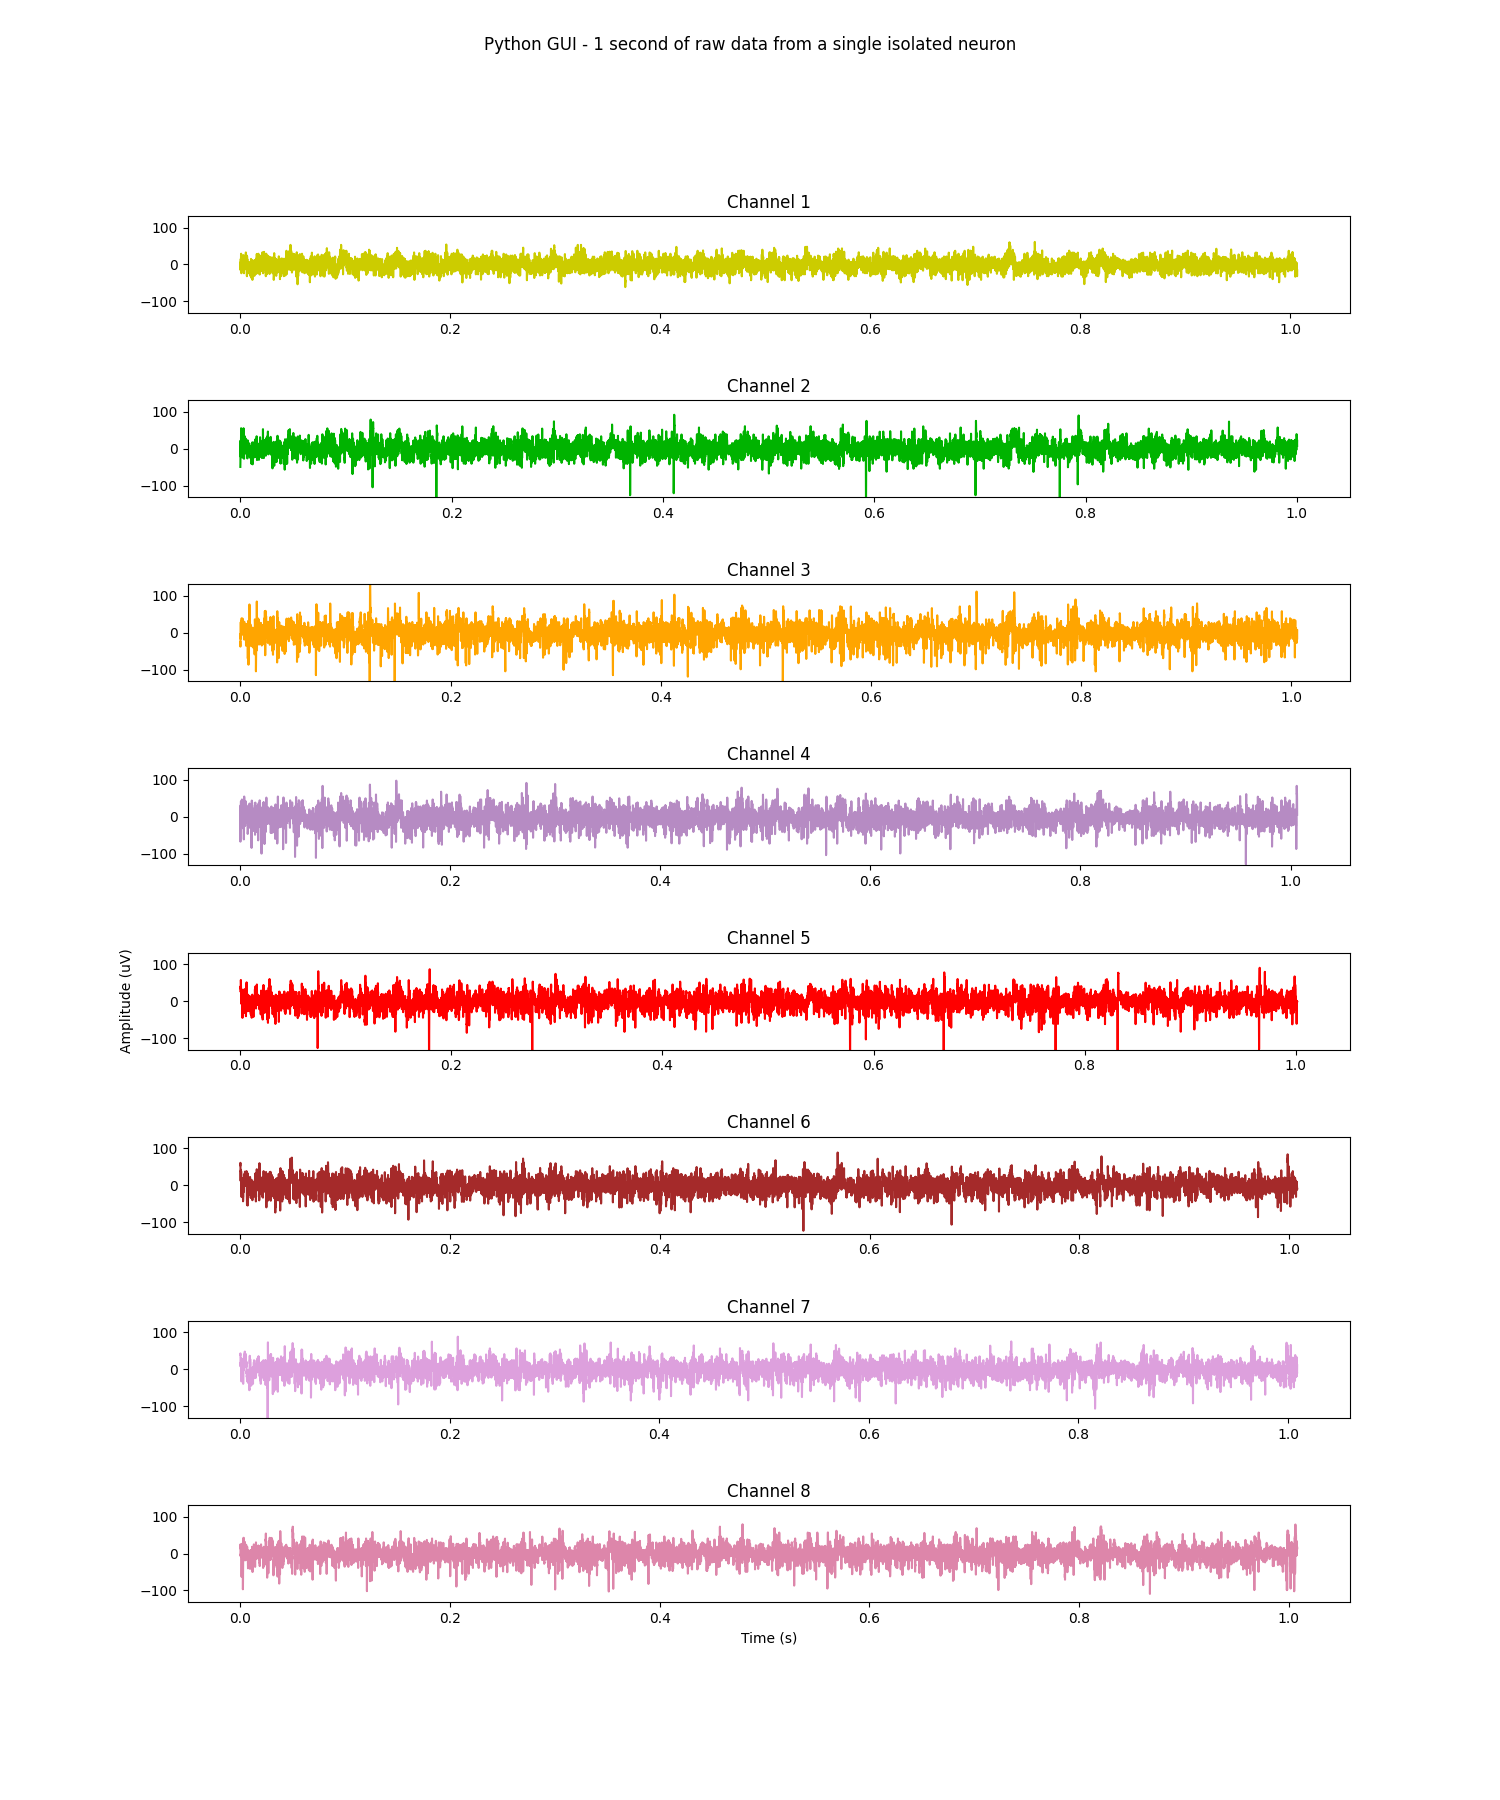 Python GUI - 1 second of raw data from a single isolated neuron
Channel 1
100
0
−100
0.0 0.2 0.4 0.6 0.8 1.0
Channel 2
100
0
−100
0.0 0.2 0.4 0.6 0.8 1.0
Channel 3
100
0
−100
0.0 0.2 0.4 0.6 0.8 1.0
Channel 4
100
0
−100
0.0 0.2 0.4 0.6 0.8 1.0
Channel 5
Amplitude (uV)
100
0
−100
0.0 0.2 0.4 0.6 0.8 1.0
Channel 6
100
0
−100
0.0 0.2 0.4 0.6 0.8 1.0
Channel 7
100
0
−100
0.0 0.2 0.4 0.6 0.8 1.0
Channel 8
100
0
−100
0.0 0.2 0.4 0.6 0.8 1.0
Time (s)